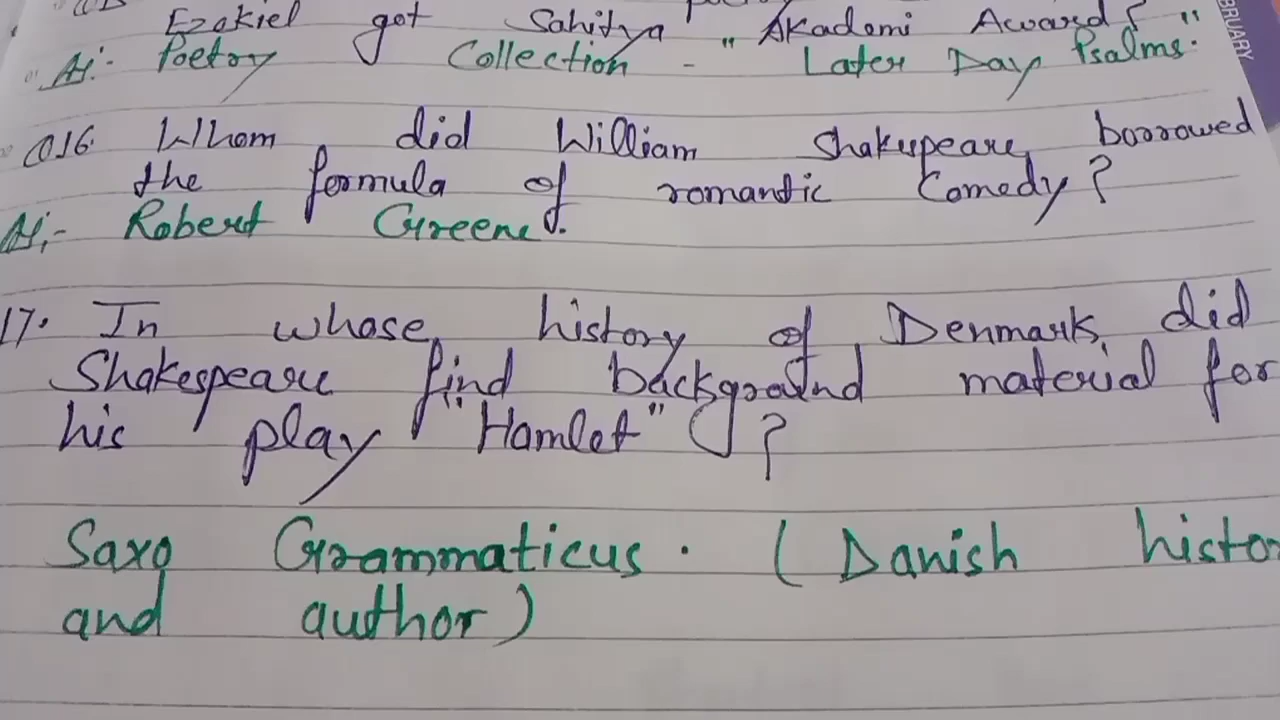 Ezekiel got Sahitya Akademi Award? "
A:- Poetry Collection - " Later Day Psalms.
Q16. Whom did William Shakespeare borrowed
the formula of romantic Comedy?
A:- Robert Greene.
17. In whose history of Denmark did
Shakespeare find background material for
his play "Hamlet" ?
Saxo Grammaticus. (Danish histo
and author)
BRUARY